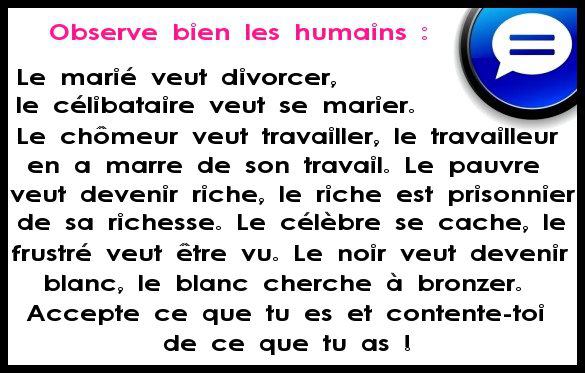 Observe bien les humains :
Le marié veut divorcer,
le célibataire veut se marier.
Le chômeur veut travailler, le travailleur
en a marre de son travail. Le pauvre
veut devenir riche, le riche est prisonnier
de sa richesse. Le célèbre se cache, le
frustré veut être vu. Le noir veut devenir
blanc, le blanc cherche à bronzer.
Accepte ce que tu es et contente-toi
de ce que tu as !